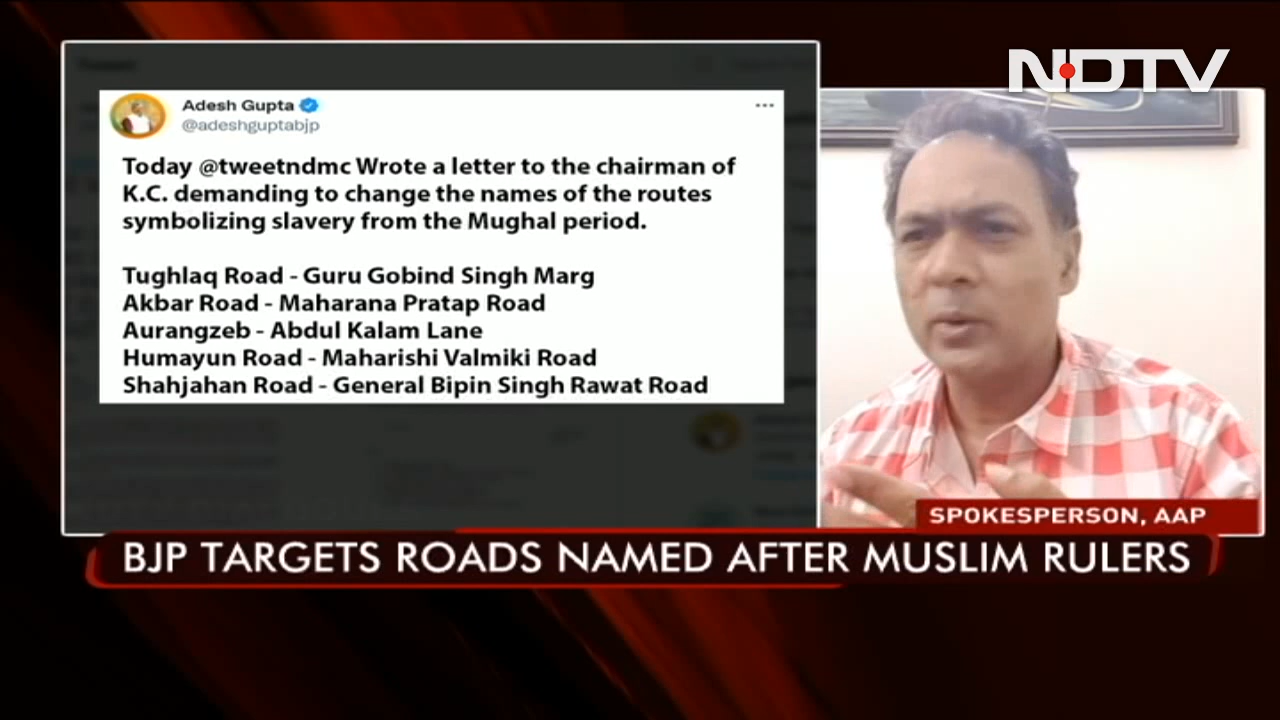 NDTV
Adesh Gupta
@adeshguptabjp
Today @tweetndmc Wrote a letter to the chairman of
K.C. demanding to change the names of the routes
symbolizing slavery from the Mughal period.
Tughlaq Road - Guru Gobind Singh Marg
Akbar Road - Maharana Pratap Road
Aurangzeb - Abdul Kalam Lane
Humayun Road - Maharishi Valmiki Road
Shahjahan Road - General Bipin Singh Rawat Road
SPOKESPERSON, AAP
BJP TARGETS ROADS NAMED AFTER MUSLIM RULERS